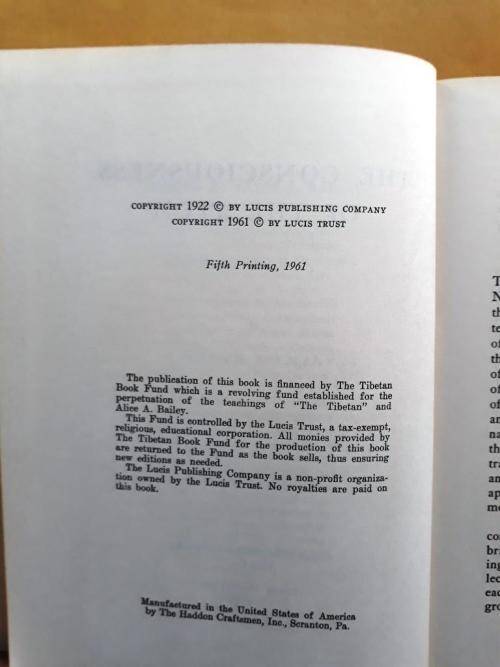 COPYRIGHT 1922 © BY LUCIS PUBLISHING COMPANY
COPYRIGHT 1961 © BY LUCIS TRUST
Fifth Printing, 1961
The publication of this book is financed by The Tibetan
Book Fund which is a revolving fund established for the
perpetuation of the teachings of "The Tibetan" and
Alice A. Bailey.
This Fund is controlled by the Lucis Trust, a tax-exempt,
religious, educational corporation. All monies provided by
The Tibetan Book Fund for the production of this book
are returned to the Fund as the book sells, thus ensuring
new editions as needed.
The Lucis Publishing Company is a non-profit organiza-
tion owned by the Lucis Trust. No royalties are paid on
this book.
Manufactured in the United States of America
by The Haddon Craftsmen, Inc., Scranton, Pa.